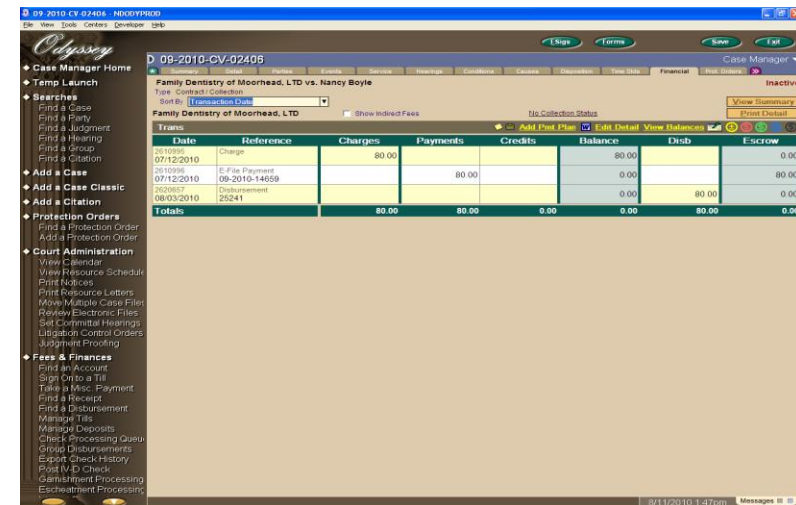 09-2010-CV-02406 - NDODYPROD
File View Tools Centers Developer Help
Odyssey
ESigs Forms Save Exit
D 09-2010-CV-02406 Case Manager
Summary Detail Parties Events Service Hearings Conditions Causes Disposition Time Stds Financial Prot. Orders
Family Dentistry of Moorhead, LTD vs. Nancy Boyle Inactive
Type Contract / Collection
Sort By Transaction Date View Summary
Family Dentistry of Moorhead, LTD Show Indirect Fees No Collection Status Print Detail
Trans Add Pmt Plan Edit Detail View Balances
Date Reference Charges Payments Credits Balance Disb Escrow
2610995 Charge
07/12/2010 80.00 80.00 0.00
2610996 E-File Payment
07/12/2010 09-2010-14659 80.00 0.00 80.00
2620657 Disbursement
08/03/2010 25241 0.00 80.00 0.00
Totals 80.00 80.00 0.00 0.00 80.00 0.0
Case Manager Home
Temp Launch
Searches
Find a Case
Find a Party
Find a Judgment
Find a Hearing
Find a Group
Find a Citation
Add a Case
Add a Case Classic
Add a Citation
Protection Orders
Find a Protection Order
Add a Protection Order
Court Administration
View Calendar
View Resource Schedule
Print Notices
Print Resource Letters
Move Multiple Case Files
Review Electronic Files
Set Committal Hearings
Litigation Control Orders
Judgment Proofing
Fees & Finances
Find an Account
Sign On to a Till
Take a Misc. Payment
Find a Receipt
Find a Disbursement
Manage Tills
Manage Deposits
Check Processing Queue
Group Disbursements
Export Check History
Post IV-D Check
Garnishment Processing
Escheatment Processing
8/11/2010 1:47pm Messages